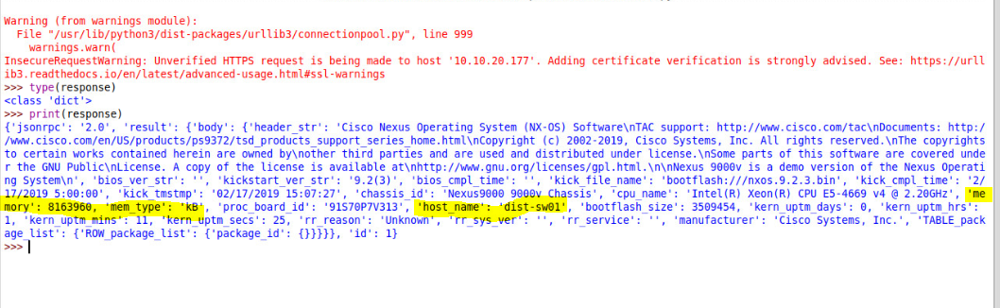 Warning (from warnings module):
File "/usr/lib/python3/dist-packages/urllib3/connectionpool.py", line 999
warnings.warn(
InsecureRequestWarning: Unverified HTTPS request is being made to host '10.10.20.177'. Adding certificate verification is strongly advised. See: https://urll
ib3.readthedocs.io/en/latest/advanced-usage.html#ssl-warnings
>>> type(response)
<class 'dict'>
>>> print(response)
{'jsonrpc': '2.0', 'result': {'body': {'header_str': 'Cisco Nexus Operating System (NX-OS) Software\nTAC support: http://www.cisco.com/tac\nDocuments: http:/
/www.cisco.com/en/US/products/ps9372/tsd_products_support_series_home.html\nCopyright (c) 2002-2019, Cisco Systems, Inc. All rights reserved.\nThe copyrights
to certain works contained herein are owned by\nother third parties and are used and distributed under license.\nSome parts of this software are covered unde
r the GNU Public\nLicense. A copy of the license is available at\nhttp://www.gnu.org/licenses/gpl.html.\n\nNexus 9000v is a demo version of the Nexus Operati
ng System\n', 'bios_ver_str': '', 'kickstart_ver_str': '9.2(3)', 'bios_cmpl_time': '', 'kick_file_name': 'bootflash:///nxos.9.2.3.bin', 'kick_cmpl_time': '2/
17/2019 5:00:00', 'kick_tmstmp': '02/17/2019 15:07:27', 'chassis_id': 'Nexus9000 9000v Chassis', 'cpu_name': 'Intel(R) Xeon(R) CPU E5-4669 v4 @ 2.20GHz', 'me
mory': 8163960, 'mem_type': 'kB', 'proc_board_id': '91S70P7V313', 'host_name': 'dist-sw01', 'bootflash_size': 3509454, 'kern_uptm_days': 0, 'kern_uptm_hrs':
1, 'kern_uptm_mins': 11, 'kern_uptm_secs': 25, 'rr_reason': 'Unknown', 'rr_sys_ver': '', 'rr_service': '', 'manufacturer': 'Cisco Systems, Inc.', 'TABLE_pack
age_list': {'ROW_package_list': {'package_id': {}}}}}, 'id': 1}
>>>